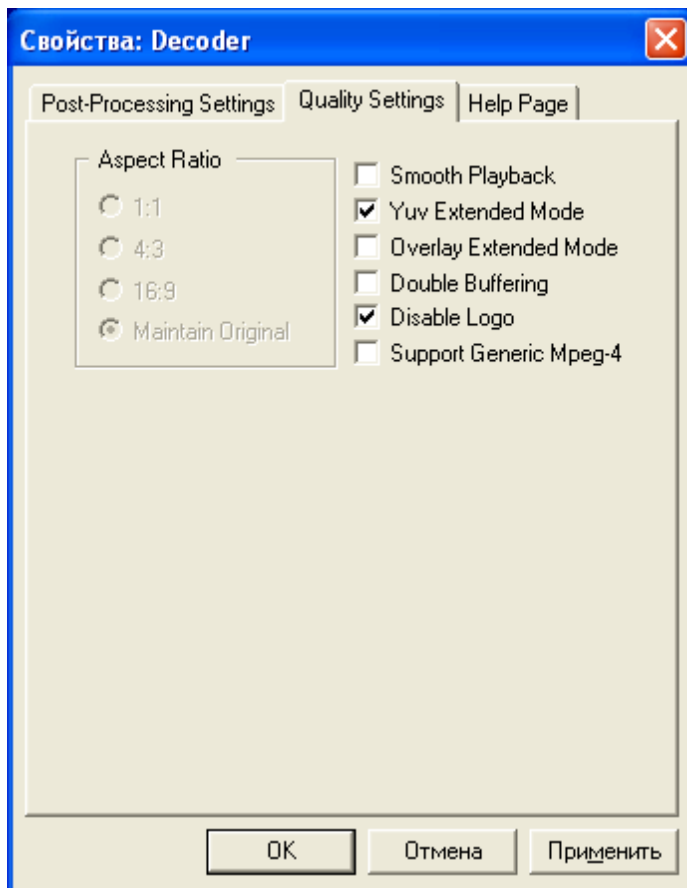 Свойства: Decoder
Post-Processing Settings
Quality Settings
Help Page
Aspect Ratio
1:1
4:3
16:9
Maintain Original
Smooth Playback
Yuv Extended Mode
Overlay Extended Mode
Double Buffering
Disable Logo
Support Generic Mpeg-4
OK
Отмена
Применить